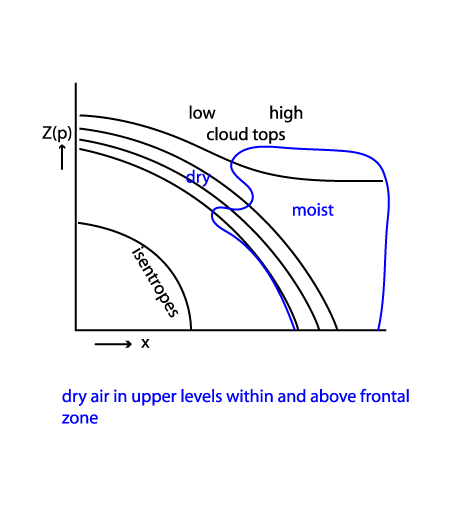 low high
cloud tops
Z(p)
dry
moist
isentropes
x
dry air in upper levels within and above frontal
zone